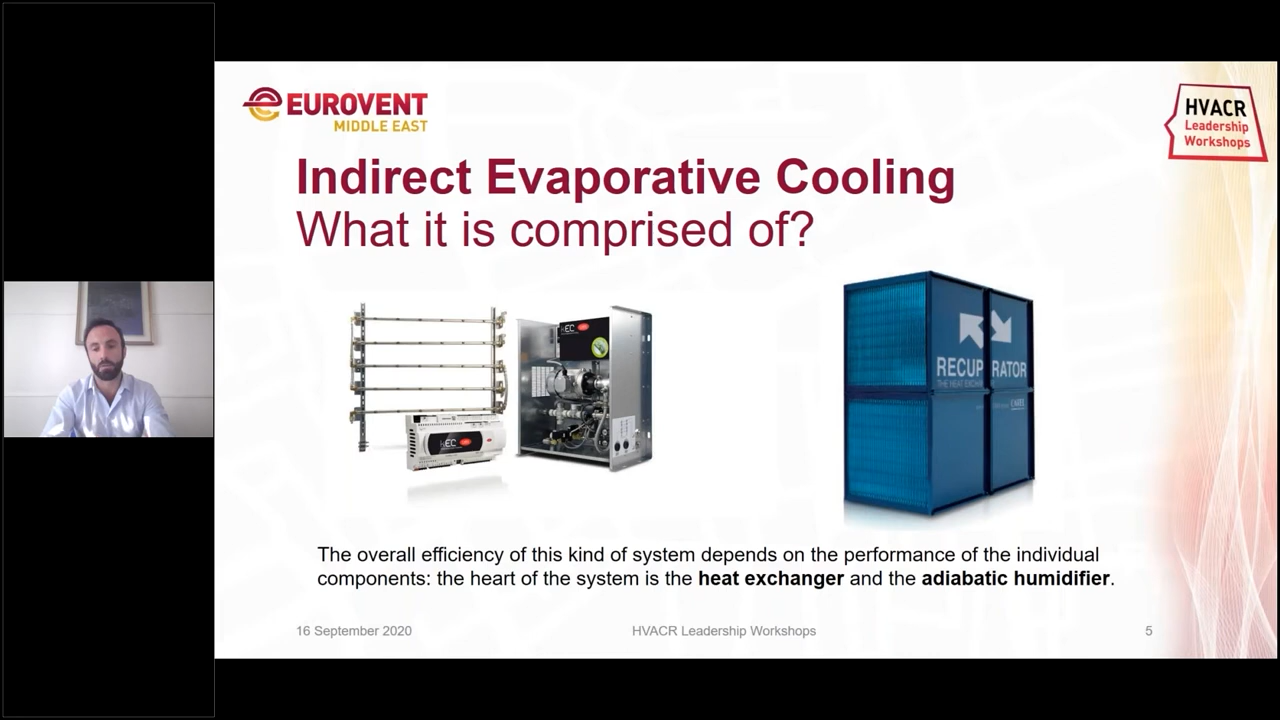 EUROVENT
MIDDLE EAST
HVACR
Leadership
Workshops
Indirect Evaporative Cooling
What it is comprised of?
RECUP RATOR
The overall efficiency of this kind of system depends on the performance of the individual
components: the heart of the system is the heat exchanger and the adiabatic humidifier.
16 September 2020
HVACR Leadership Workshops
5